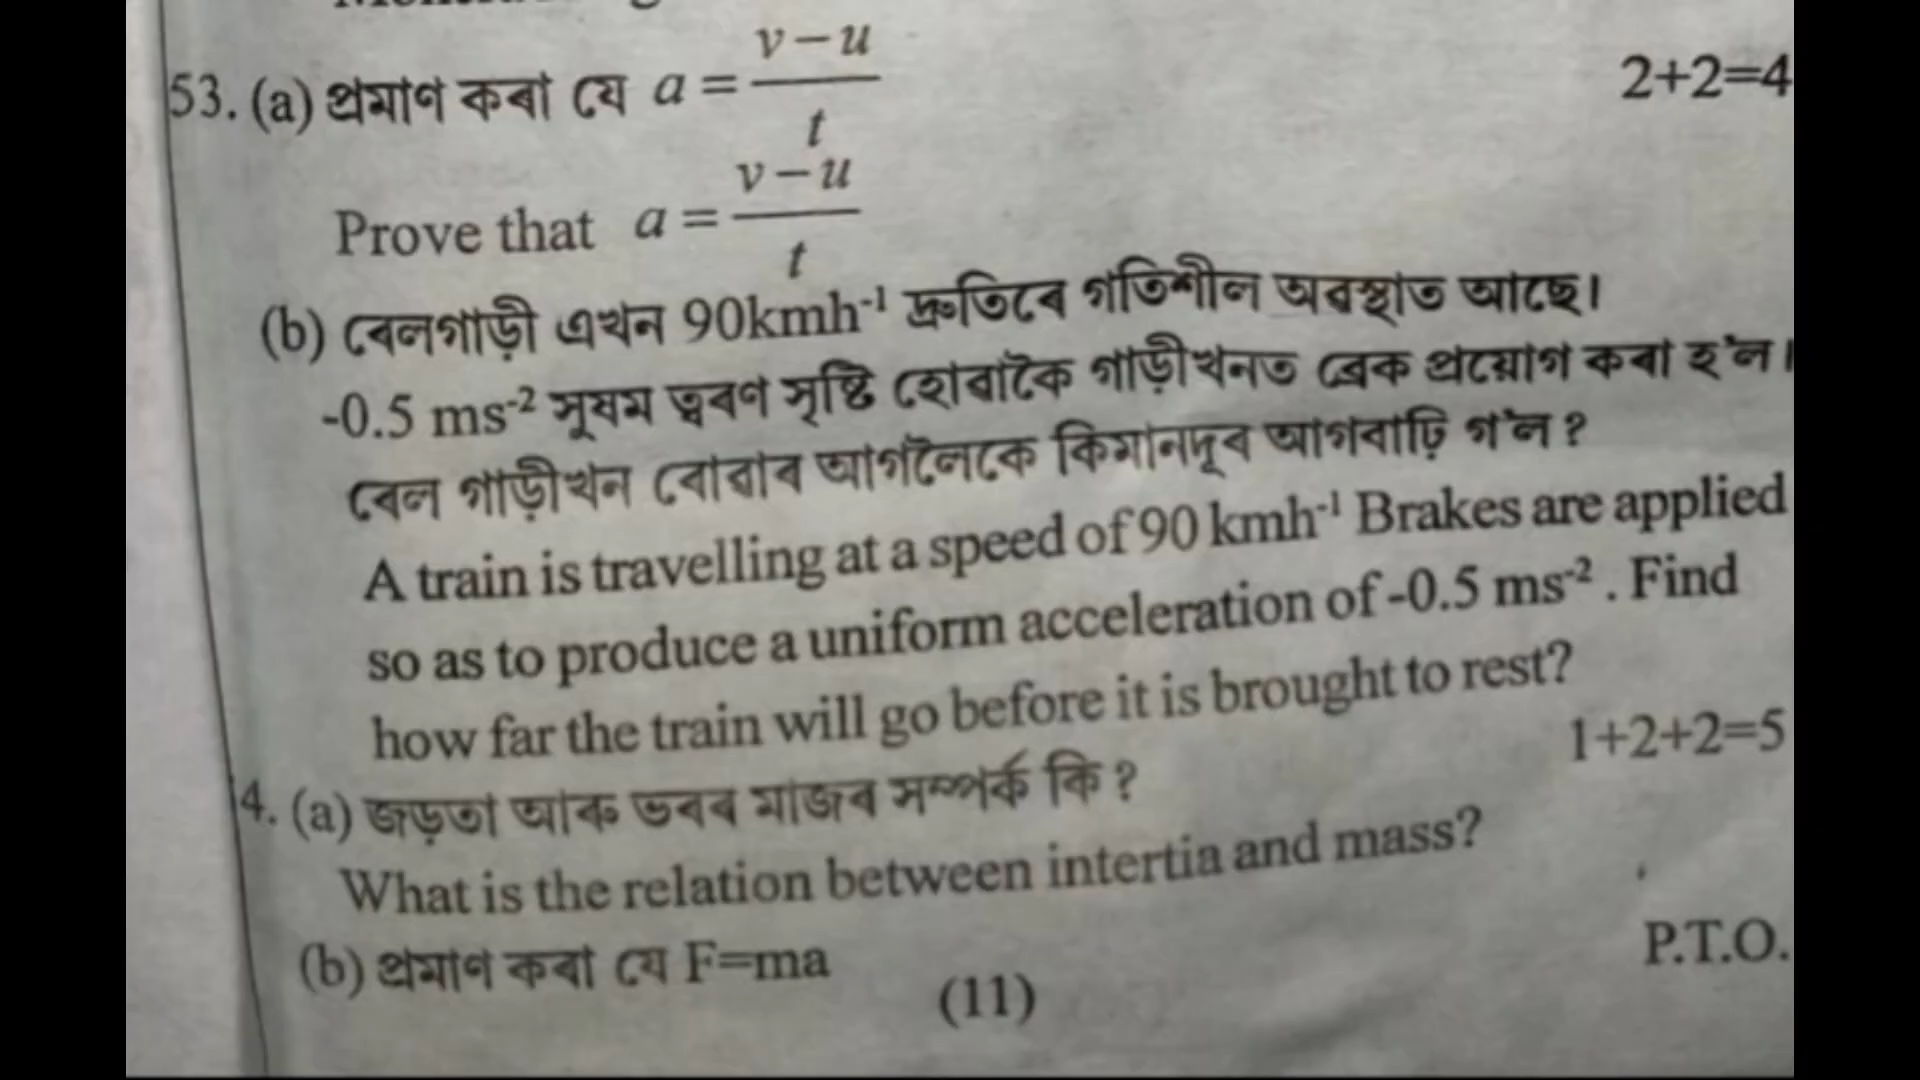 53. (a) প্ৰমাণ কৰা যে a = (v – u)/t 2+2=4
Prove that a = (v – u)/t
(b) ৰেলগাড়ী এখন 90kmh⁻¹ দ্ৰুতিৰে গতিশীল অৱস্থাত আছে।
-0.5 ms⁻² সূষম ত্বৰণ সৃষ্টি হোৱাকৈ গাড়ীখনত ব্ৰেক প্ৰয়োগ কৰা হ'ল।
ৰেল গাড়ীখন ৰোৱাৰ আগলৈকে কিমানদূৰ আগবাঢ়ি গ'ল ?
A train is travelling at a speed of 90 kmh⁻¹ Brakes are applied
so as to produce a uniform acceleration of -0.5 ms⁻² . Find
how far the train will go before it is brought to rest?
1+2+2=5
4. (a) জড়তা আৰু ভৰৰ মাজৰ সম্পৰ্ক কি ?
What is the relation between intertia and mass?
(b) প্ৰমাণ কৰা যে F=ma
(11)
P.T.O.